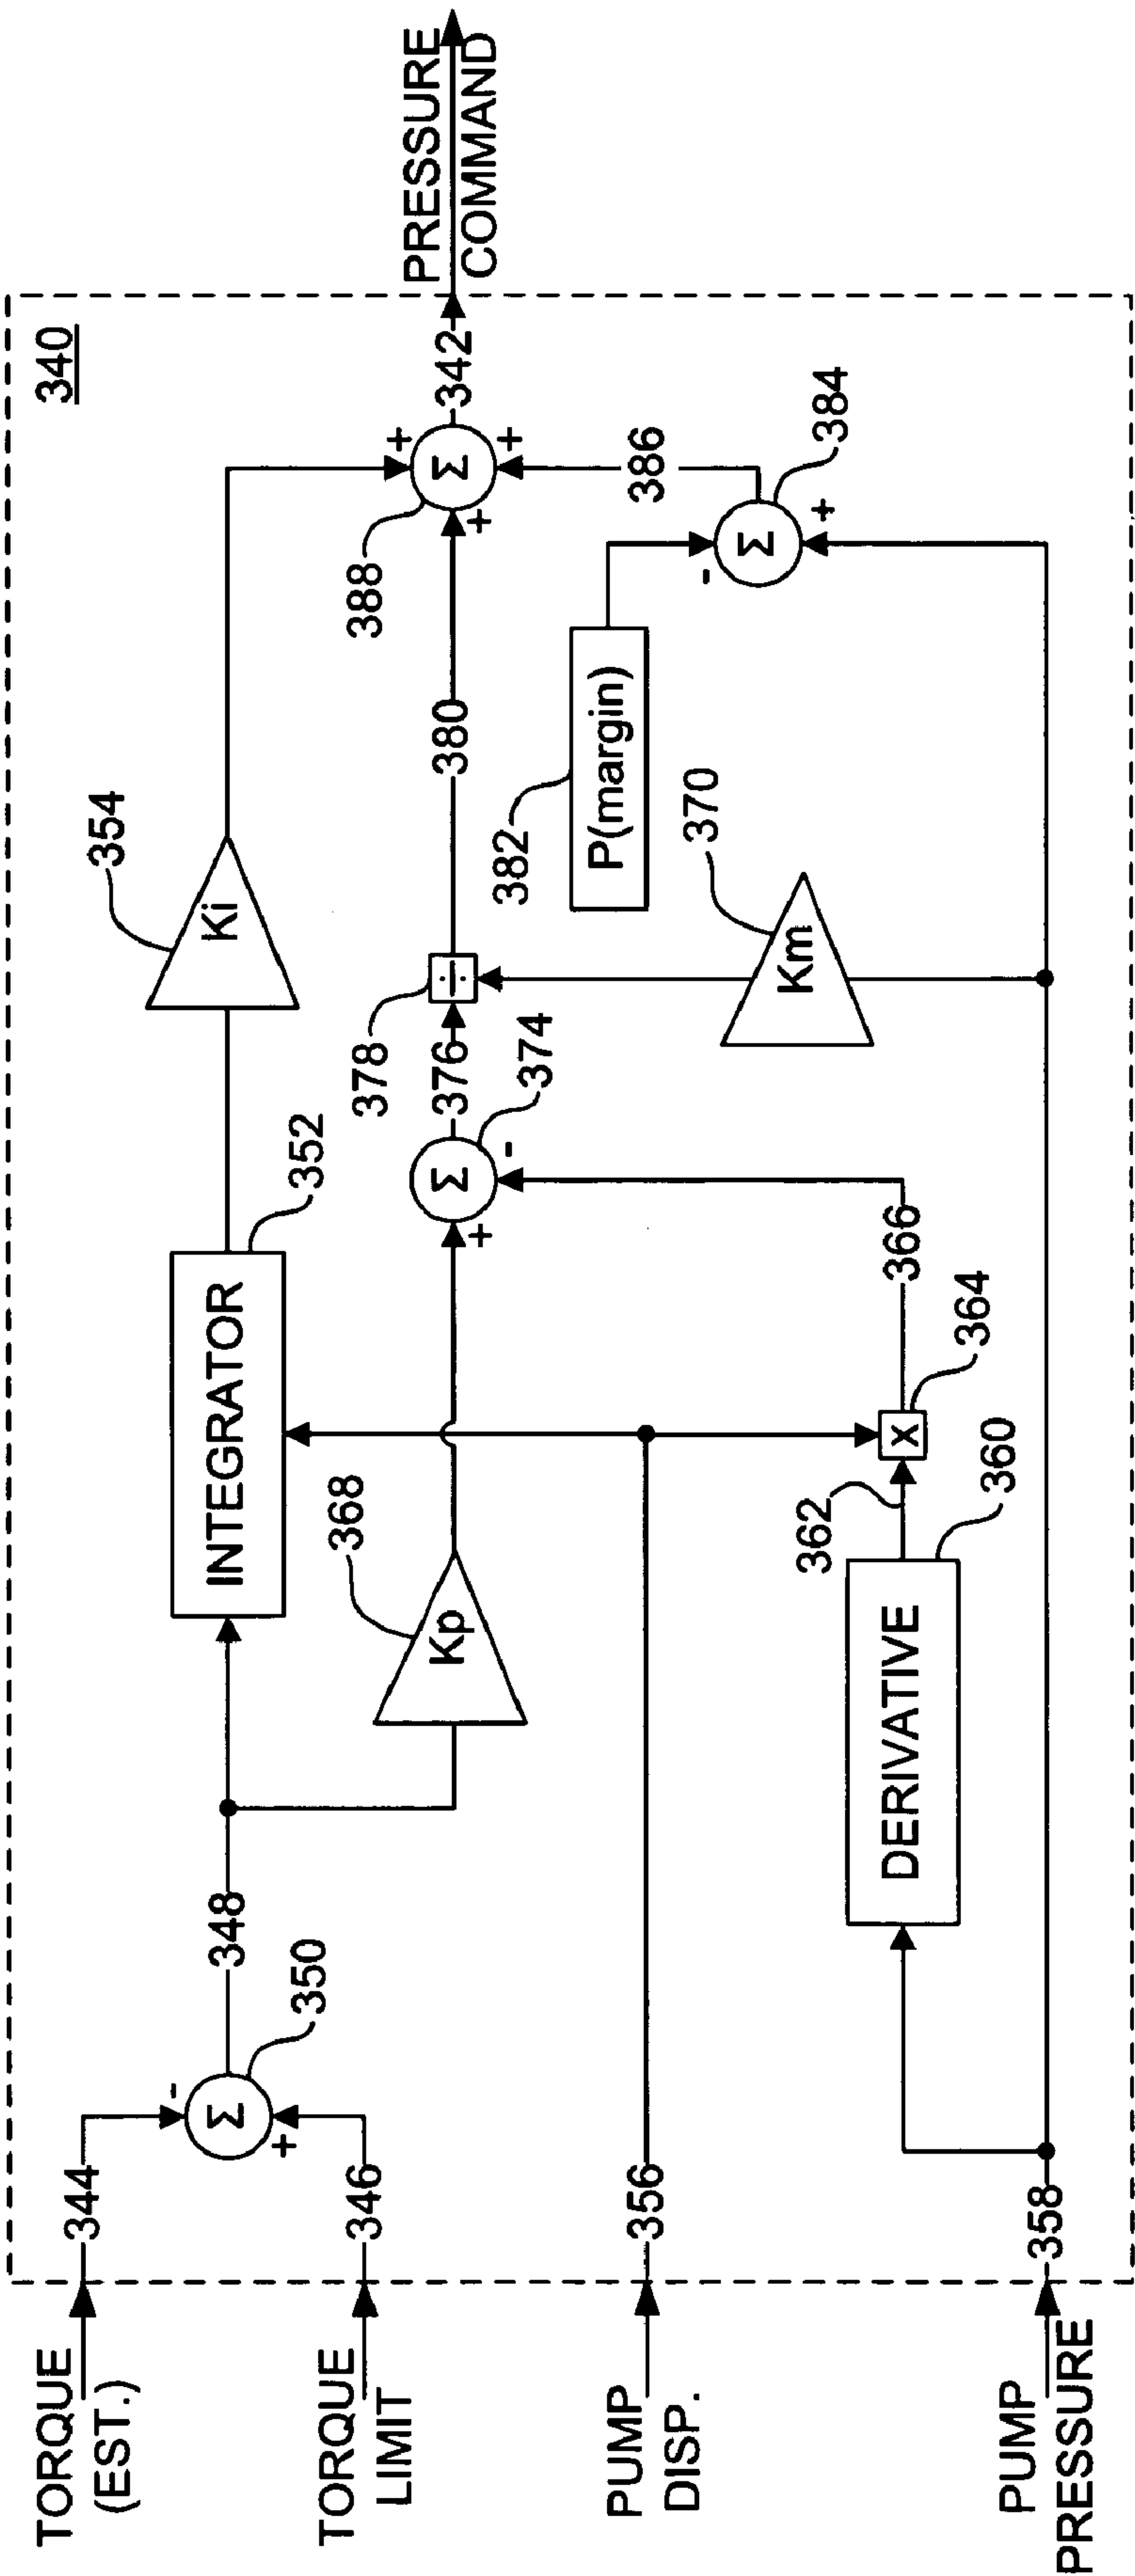 340
TORQUE
(EST.)
344
TORQUE
LIMIT
346
-
+
Σ
350
348
INTEGRATOR
352
Ki
354
Kp
368
PUMP
DISP.
356
PUMP
PRESSURE
358
DERIVATIVE
360
362
x
364
366
+
-
Σ
374
376
÷
378
Km
370
380
P(margin)
382
-
+
Σ
384
386
+
+
+
Σ
388
342
PRESSURE
COMMAND